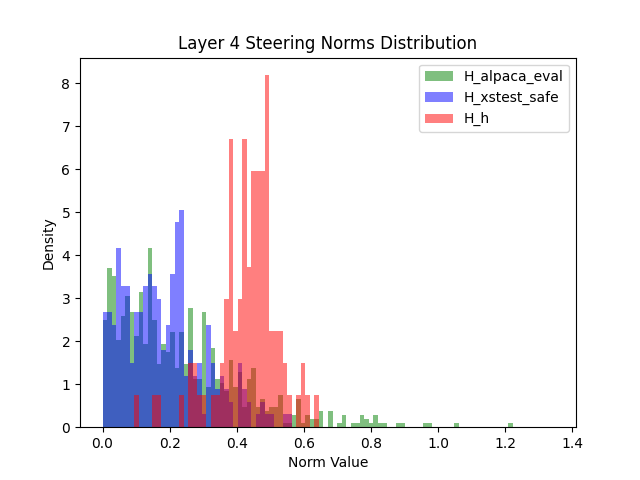 Layer 4 Steering Norms Distribution
H_alpaca_eval
H_xstest_safe
H_h
Density
8
7
6
5
4
3
2
1
0
0.0 0.2 0.4 0.6 0.8 1.0 1.2 1.4
Norm Value